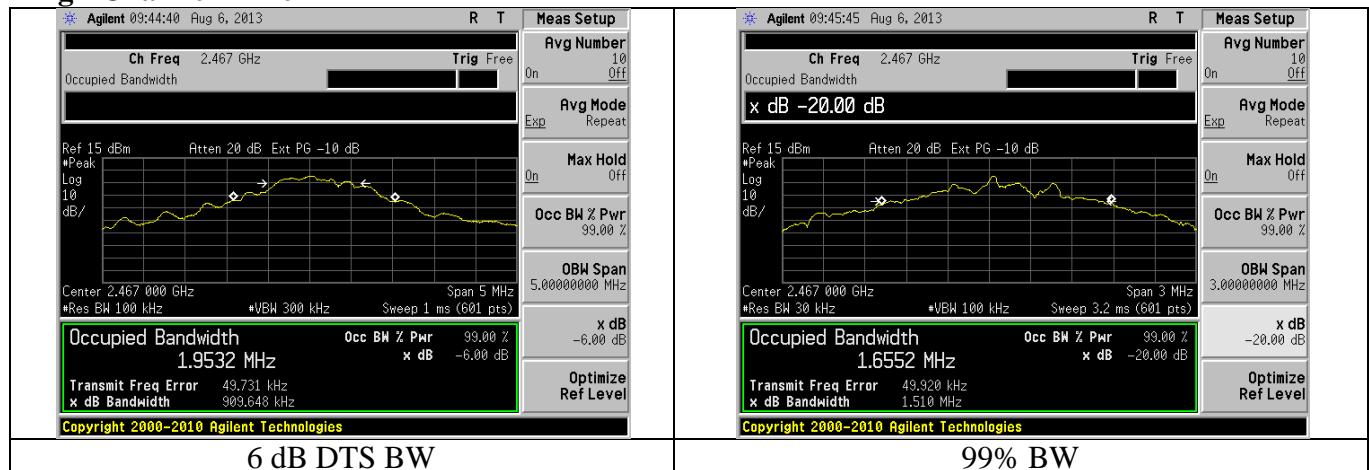 Agilent 09:44:40 Aug 6, 2013 R T
Meas Setup
Ch Freq 2.467 GHz Trig Free
Occupied Bandwidth
Avg Number
10
On Off
Avg Mode
Exp Repeat
Ref 15 dBm Atten 20 dB Ext PG -10 dB
#Peak
Log
10
dB/
Max Hold
On Off
Occ BW % Pwr
99.00 %
OBW Span
5.00000000 MHz
Center 2.467 000 GHz Span 5 MHz
#Res BW 100 kHz #VBW 300 kHz Sweep 1 ms (601 pts)
Occupied Bandwidth Occ BW % Pwr 99.00 %
1.9532 MHz x dB -6.00 dB
Transmit Freq Error 49.731 kHz
x dB Bandwidth 909.648 kHz
x dB
-6.00 dB
Optimize
Ref Level
Copyright 2000-2010 Agilent Technologies
6 dB DTS BW
Agilent 09:45:45 Aug 6, 2013 R T
Meas Setup
Ch Freq 2.467 GHz Trig Free
Occupied Bandwidth
x dB -20.00 dB
Avg Number
10
On Off
Avg Mode
Exp Repeat
Ref 15 dBm Atten 20 dB Ext PG -10 dB
#Peak
Log
10
dB/
Max Hold
On Off
Occ BW % Pwr
99.00 %
OBW Span
3.00000000 MHz
Center 2.467 000 GHz Span 3 MHz
#Res BW 30 kHz #VBW 100 kHz Sweep 3.2 ms (601 pts)
Occupied Bandwidth Occ BW % Pwr 99.00 %
1.6552 MHz x dB -20.00 dB
Transmit Freq Error 49.920 kHz
x dB Bandwidth 1.510 MHz
x dB
-20.00 dB
Optimize
Ref Level
Copyright 2000-2010 Agilent Technologies
99% BW